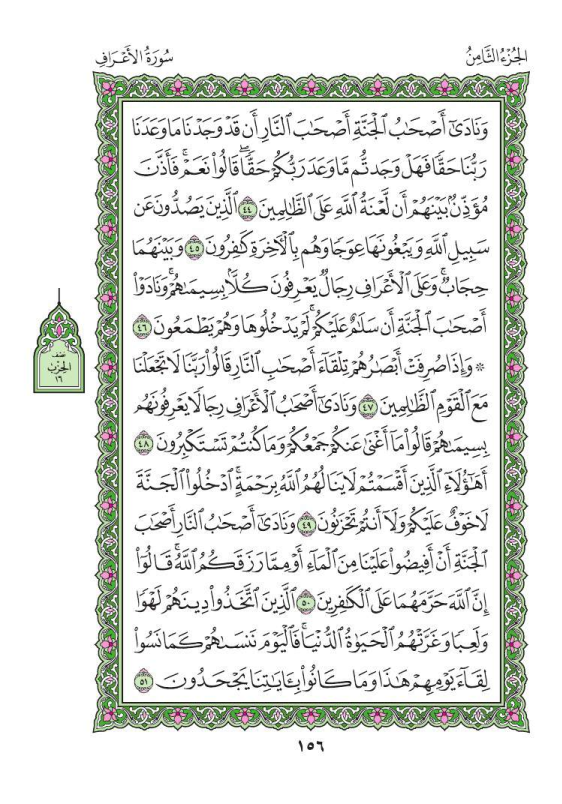 الجُزْءُ الثَّامِنُ
سُورَةُ الأَعْرَافِ
وَنَادَىٰٓ أَصْحَٰبُ ٱلْجَنَّةِ أَصْحَٰبَ ٱلنَّارِ أَن قَدْ وَجَدْنَا مَا وَعَدَنَا
رَبُّنَا حَقًّا فَهَلْ وَجَدتُّم مَّا وَعَدَ رَبُّكُمْ حَقًّاۖ قَالُوا۟ نَعَمْۚ فَأَذَّنَ
مُؤَذِّنٌۢ بَيْنَهُمْ أَن لَّعْنَةُ ٱللَّهِ عَلَى ٱلظَّٰلِمِينَ ٤٤ ٱلَّذِينَ يَصُدُّونَ عَن
سَبِيلِ ٱللَّهِ وَيَبْغُونَهَا عِوَجًا وَهُم بِٱلْءَاخِرَةِ كَٰفِرُونَ ٤٥ وَبَيْنَهُمَا
حِجَابٌۚ وَعَلَى ٱلْأَعْرَافِ رِجَالٌ يَعْرِفُونَ كُلًّۢا بِسِيمَىٰهُمْۚ وَنَادَوْا۟
أَصْحَٰبَ ٱلْجَنَّةِ أَن سَلَٰمٌ عَلَيْكُمْۚ لَمْ يَدْخُلُوهَا وَهُمْ يَطْمَعُونَ ٤٦
۞ وَإِذَا صُرِفَتْ أَبْصَٰرُهُمْ تِلْقَآءَ أَصْحَٰبِ ٱلنَّارِ قَالُوا۟ رَبَّنَا لَا تَجْعَلْنَا
مَعَ ٱلْقَوْمِ ٱلظَّٰلِمِينَ ٤٧ وَنَادَىٰٓ أَصْحَٰبُ ٱلْأَعْرَافِ رِجَالًا يَعْرِفُونَهُم
بِسِيمَىٰهُمْ قَالُوا۟ مَآ أَغْنَىٰ عَنكُمْ جَمْعُكُمْ وَمَا كُنتُمْ تَسْتَكْبِرُونَ ٤٨
أَهَٰٓؤُلَآءِ ٱلَّذِينَ أَقْسَمْتُمْ لَا يَنَالُهُمُ ٱللَّهُ بِرَحْمَةٍۚ ٱدْخُلُوا۟ ٱلْجَنَّةَ
لَا خَوْفٌ عَلَيْكُمْ وَلَآ أَنتُمْ تَحْزَنُونَ ٤٩ وَنَادَىٰٓ أَصْحَٰبُ ٱلنَّارِ أَصْحَٰبَ
ٱلْجَنَّةِ أَنْ أَفِيضُوا۟ عَلَيْنَا مِنَ ٱلْمَآءِ أَوْ مِمَّا رَزَقَكُمُ ٱللَّهُۚ قَالُوٓا۟
إِنَّ ٱللَّهَ حَرَّمَهُمَا عَلَى ٱلْكَٰفِرِينَ ٥٠ ٱلَّذِينَ ٱتَّخَذُوا۟ دِينَهُمْ لَهْوًا
وَلَعِبًا وَغَرَّتْهُمُ ٱلْحَيَوٰةُ ٱلدُّنْيَاۚ فَٱلْيَوْمَ نَنسَىٰهُمْ كَمَا نَسُوا۟
لِقَآءَ يَوْمِهِمْ هَٰذَا وَمَا كَانُوا۟ بِـَٔايَٰتِنَا يَجْحَدُونَ ٥١
نصف
الحزب
١٦
١٥٦